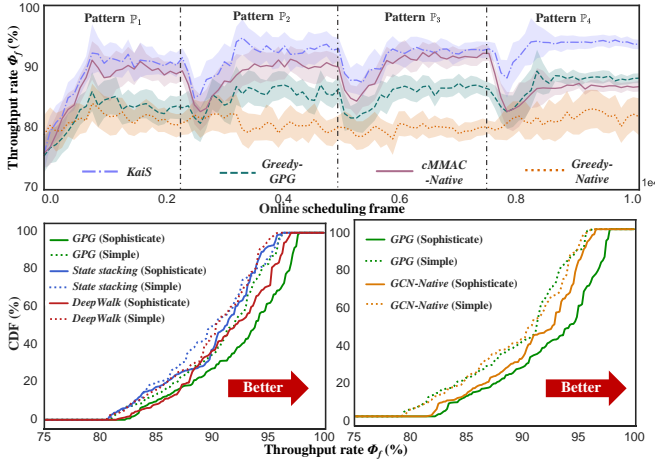 Pattern ℙ1 Pattern ℙ2 Pattern ℙ3 Pattern ℙ4
Throughput rate Φf (%)
100
90
80
70
KaiS
Greedy-
GPG
cMMAC
-Native
Greedy-
Native
0.0 0.2 0.4 0.6 0.8 1.0
1e4
Online scheduling frame
CDF (%)
100
80
60
40
20
0
GPG (Sophisticate)
GPG (Simple)
State stacking (Sophisticate)
State stacking (Simple)
DeepWalk (Sophisticate)
DeepWalk (Simple)
Better
75 80 85 90 95 100
100
80
60
40
20
0
GPG (Sophisticate)
GPG (Simple)
GCN-Native (Sophisticate)
GCN-Native (Simple)
Better
75 80 85 90 95 100
Throughput rate Φf (%)